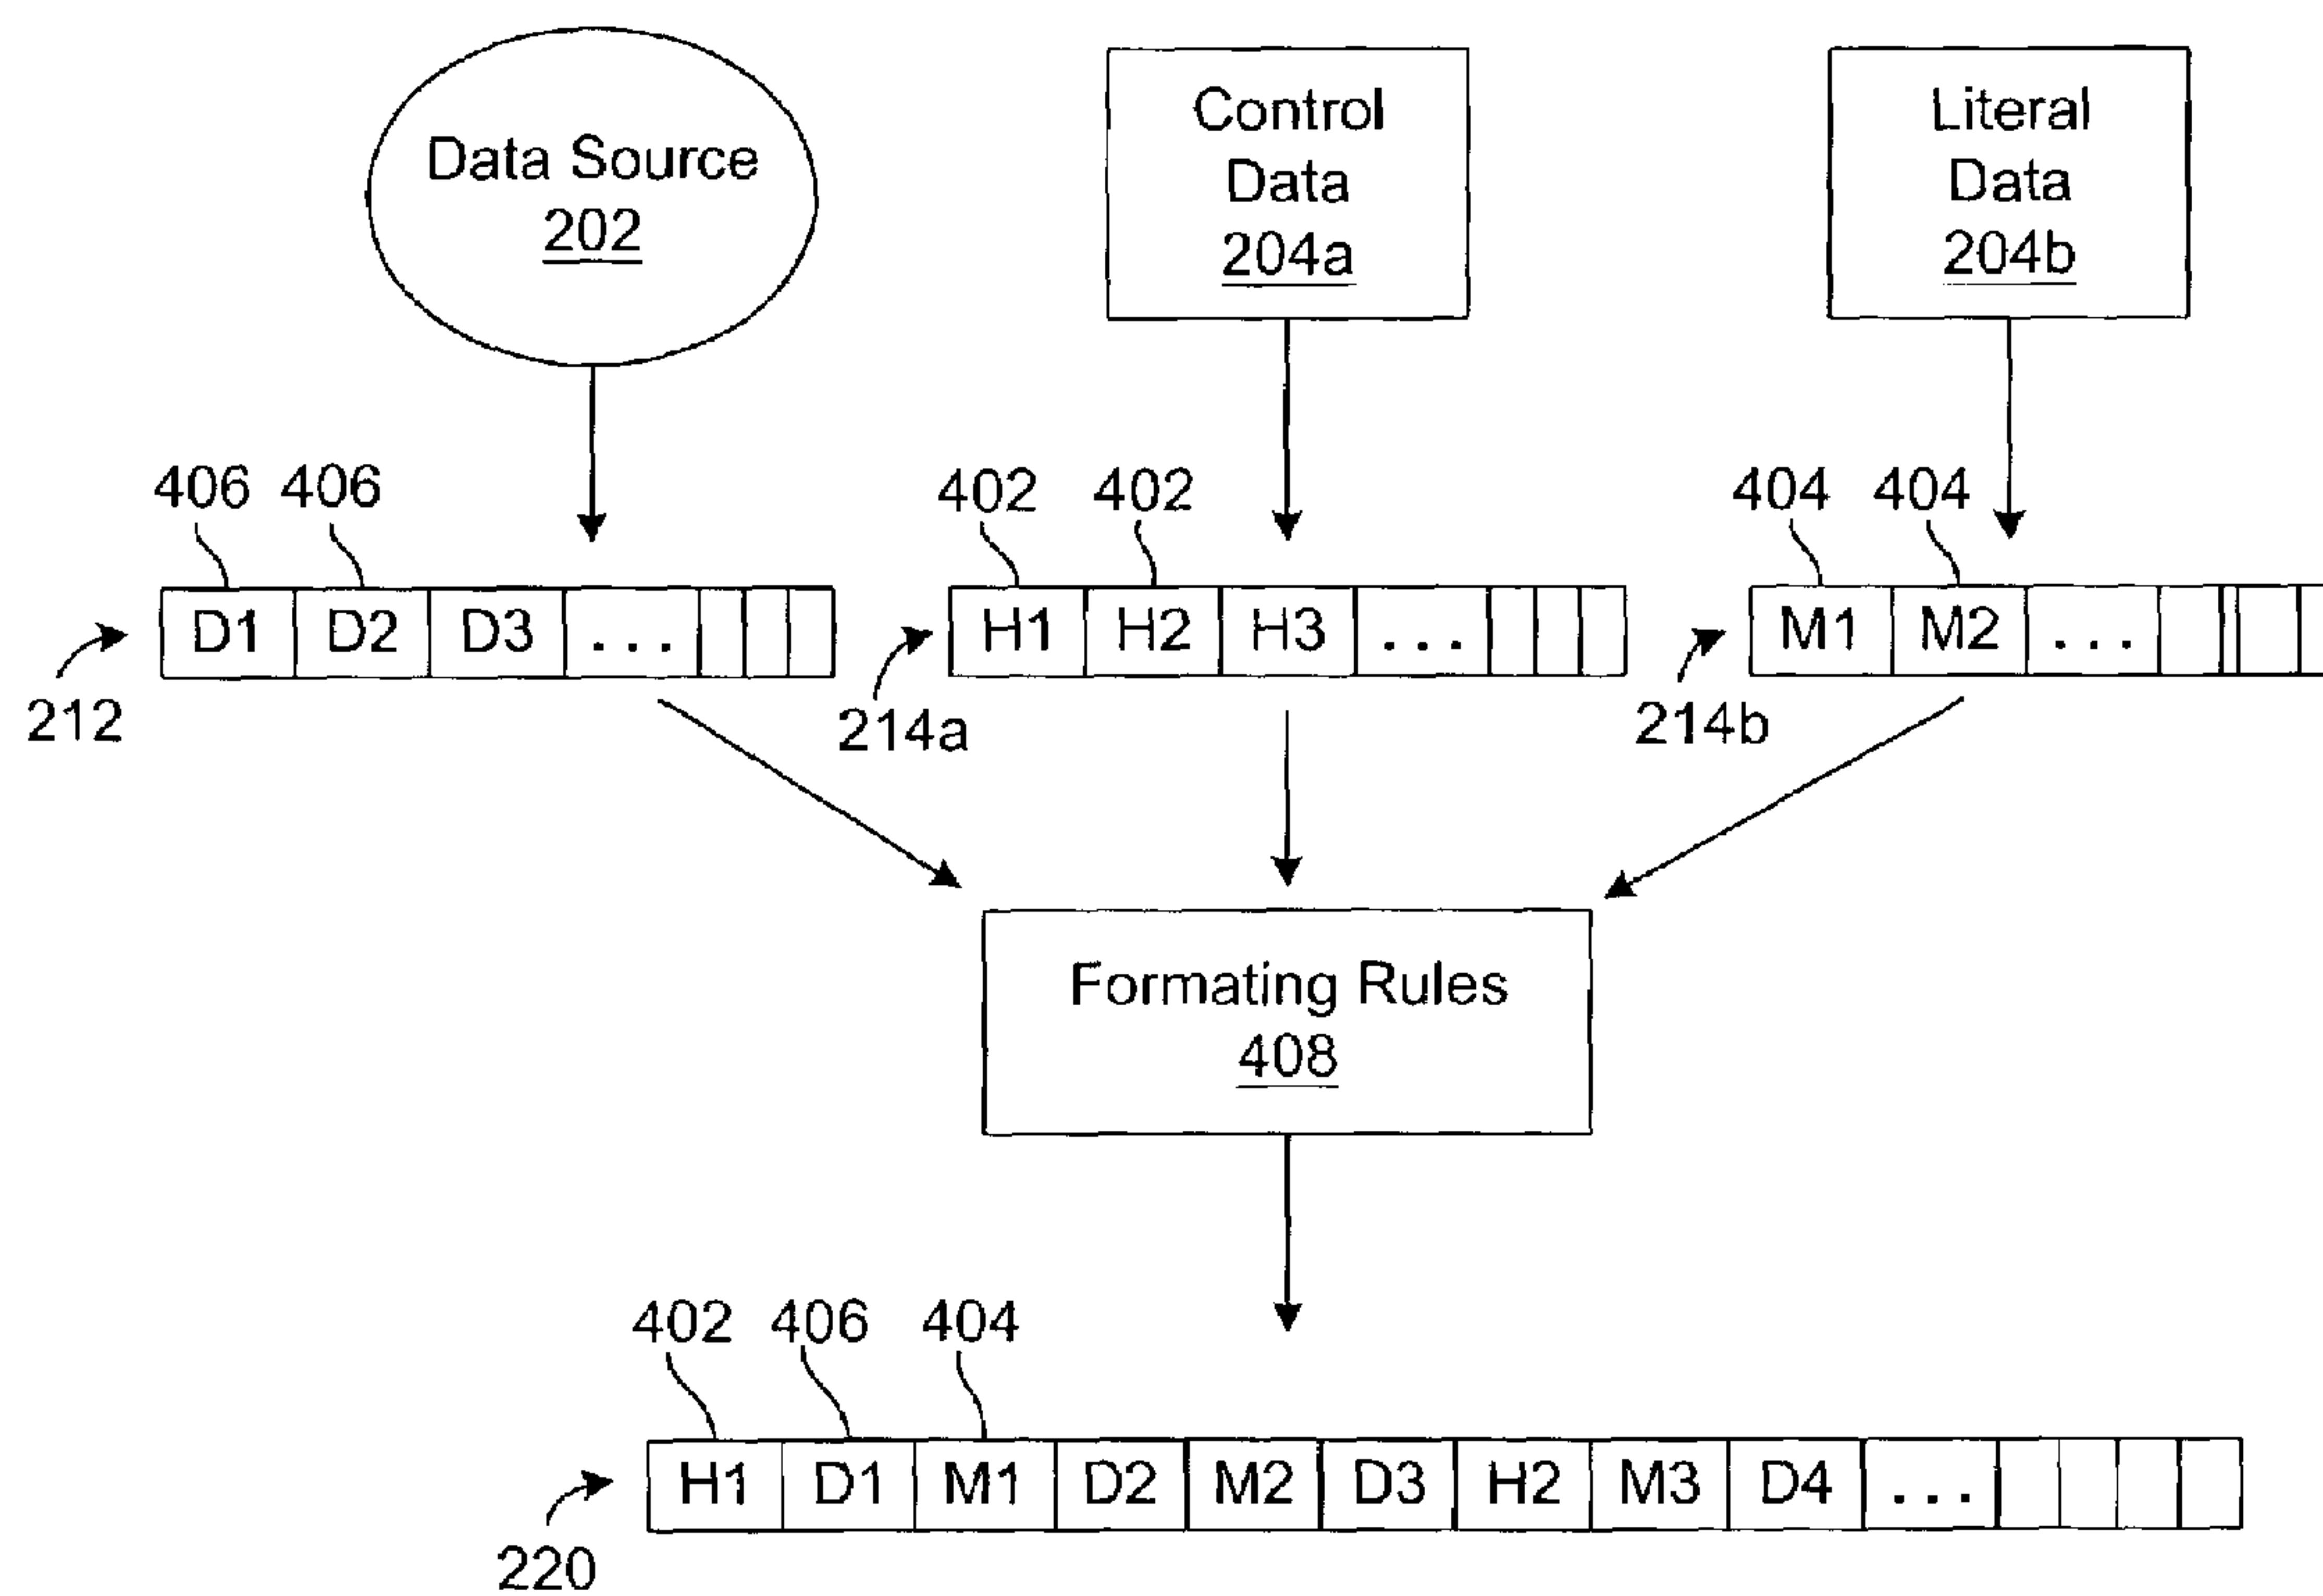 Data Source
202
Control
Data
204a
Literal
Data
204b
406 406
402 402
404 404
D1 D2 D3 ...
H1 H2 H3 ...
M1 M2 ...
212
214a
214b
Formating Rules
408
402 406 404
H1 D1 M1 D2 M2 D3 H2 M3 D4 ...
220